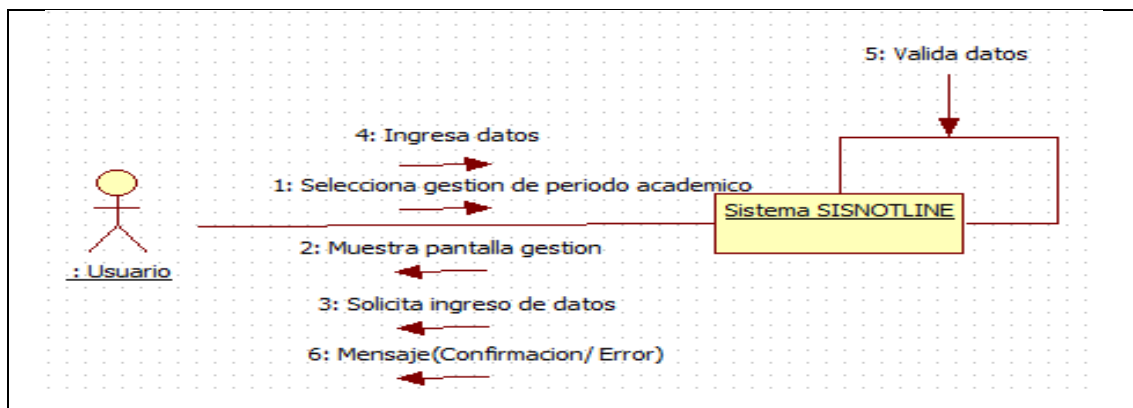 5: Valida datos
4: Ingresa datos
1: Selecciona gestion de periodo academico
Sistema SISNOTLINE
2: Muestra pantalla gestion
: Usuario
3: Solicita ingreso de datos
6: Mensaje(Confirmacion/ Error)